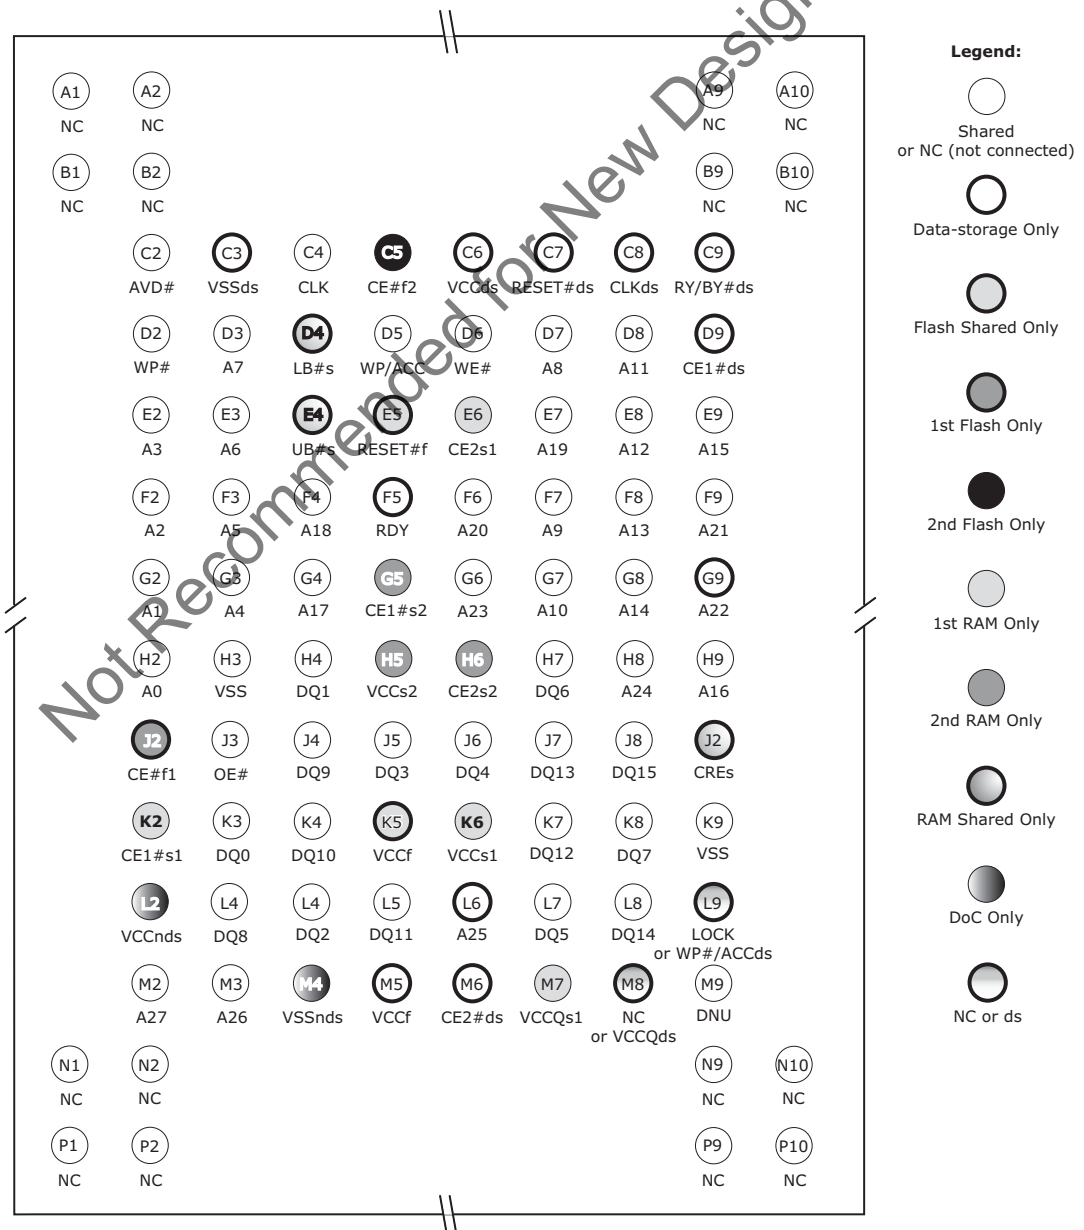 Not Recommended for New Design
Legend:
A1 A2 A9 A10
NC NC NC NC
Shared
or NC (not connected)
B1 B2 B9 B10
NC NC NC NC
Data-storage Only
C2 C3 C4 C5 C6 C7 C8 C9
AVD# VSSds CLK CE#f2 VCCds RESET#ds CLKds RY/BY#ds
Flash Shared Only
D2 D3 D4 D5 D6 D7 D8 D9
WP# A7 LB#s WP/ACC WE# A8 A11 CE1#ds
1st Flash Only
E2 E3 E4 E5 E6 E7 E8 E9
A3 A6 UB#s RESET#f CE2s1 A19 A12 A15
2nd Flash Only
F2 F3 F4 F5 F6 F7 F8 F9
A2 A5 A18 RDY A20 A9 A13 A21
G2 G3 G4 G5 G6 G7 G8 G9
A1 A4 A17 CE1#s2 A23 A10 A14 A22
1st RAM Only
H2 H3 H4 H5 H6 H7 H8 H9
A0 VSS DQ1 VCCs2 CE2s2 DQ6 A24 A16
2nd RAM Only
J2 J3 J4 J5 J6 J7 J8 J2
CE#f1 OE# DQ9 DQ3 DQ4 DQ13 DQ15 CREs
RAM Shared Only
K2 K3 K4 K5 K6 K7 K8 K9
CE1#s1 DQ0 DQ10 VCCf VCCs1 DQ12 DQ7 VSS
DoC Only
L2 L4 L4 L5 L6 L7 L8 L9
VCCnds DQ8 DQ2 DQ11 A25 DQ5 DQ14 LOCK
or WP#/ACCds
NC or ds
M2 M3 M4 M5 M6 M7 M8 M9
A27 A26 VSSnds VCCf CE2#ds VCCQs1 NC DNU
or VCCQds
N1 N2 N9 N10
NC NC NC NC
P1 P2 P9 P10
NC NC NC NC